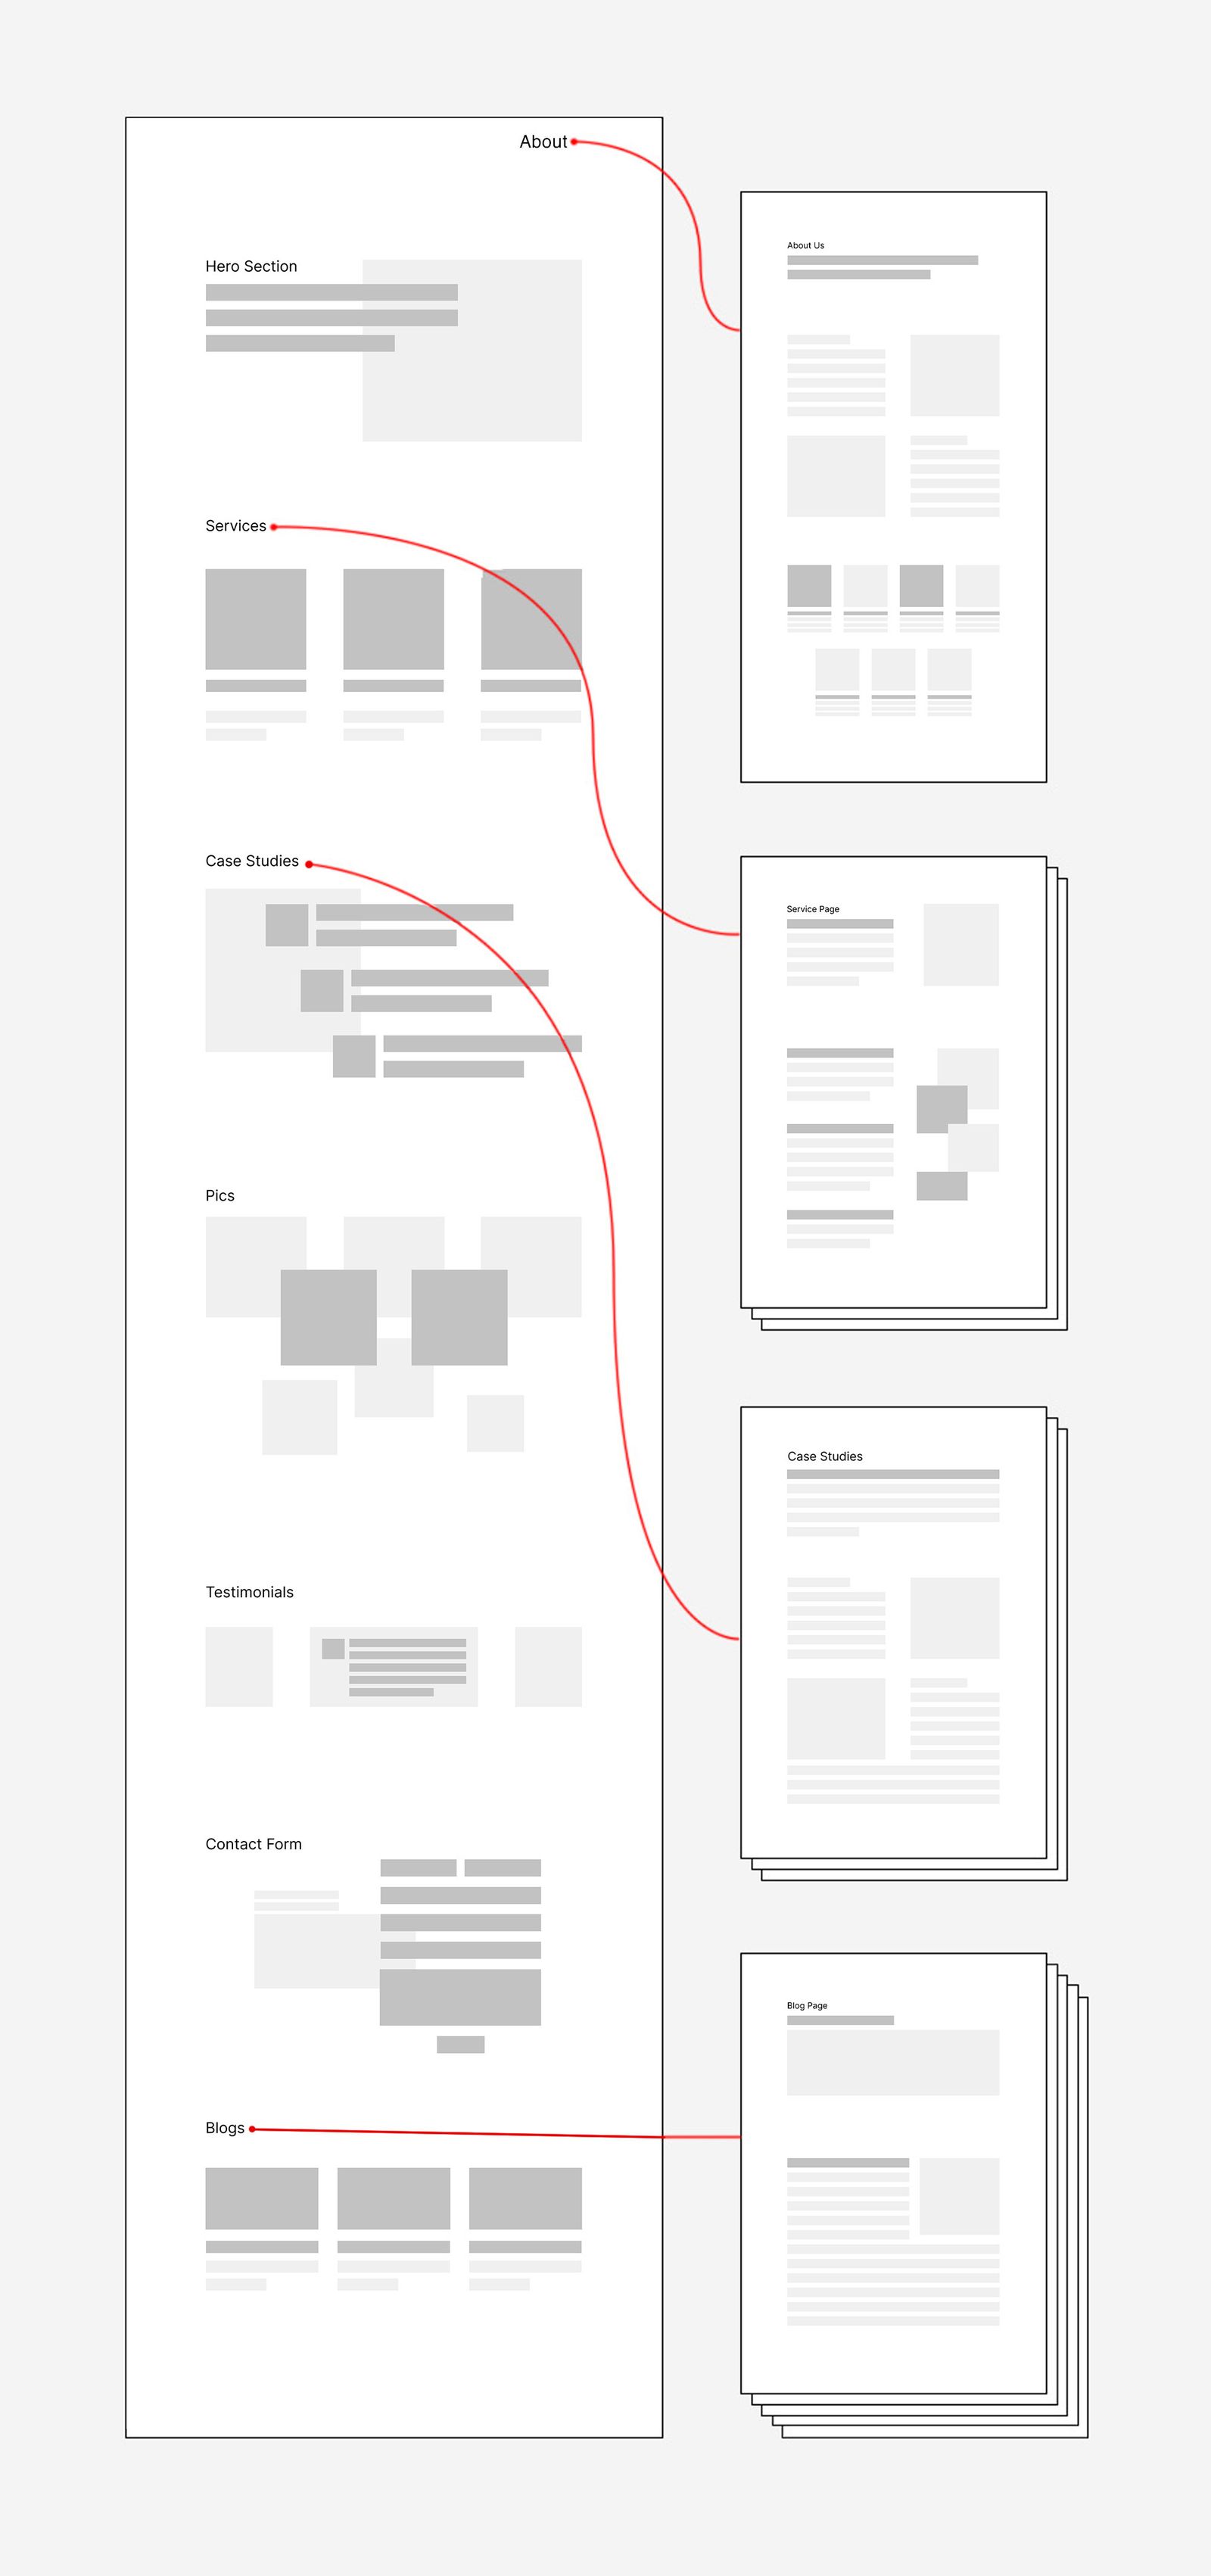 About
Hero Section
Services
Case Studies
Pics
Testimonials
Contact Form
Blogs
About Us
Service Page
Case Studies
Blog Page